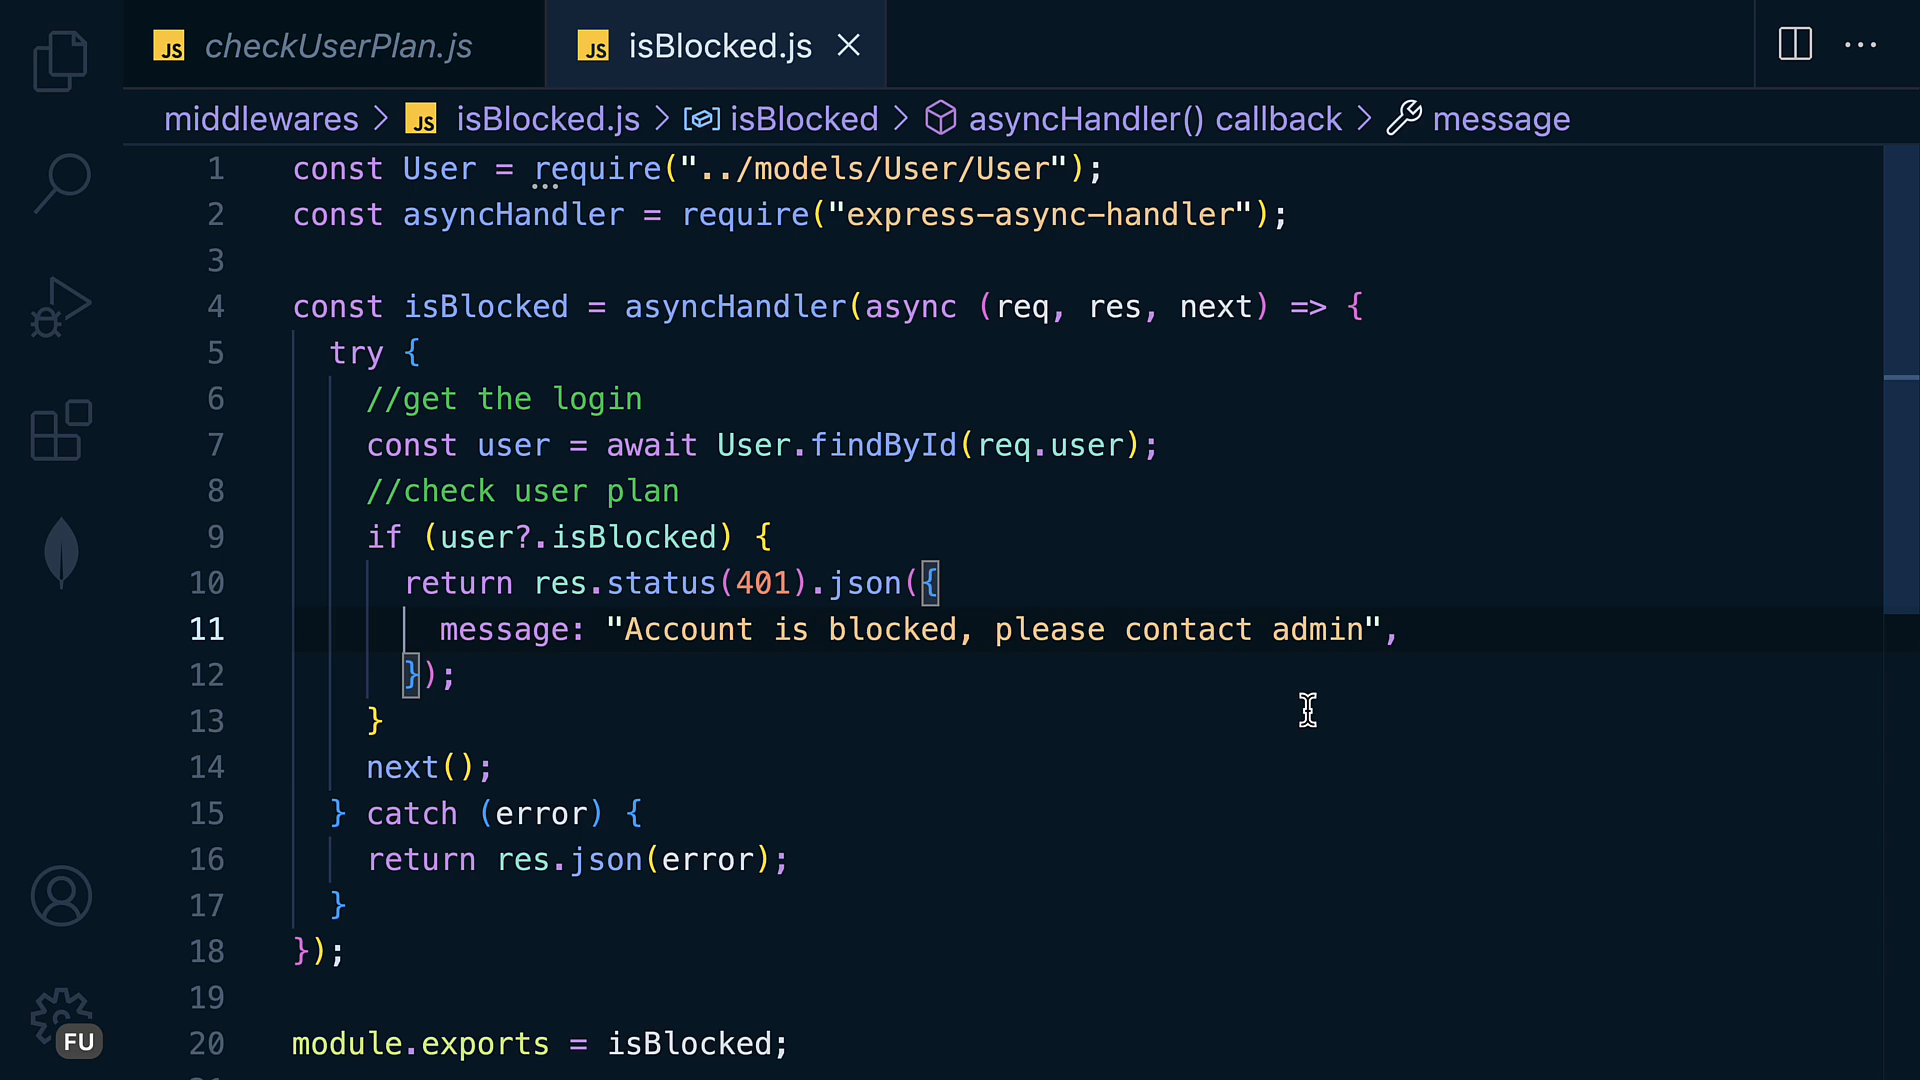 JS checkUserPlan.js JS isBlocked.js
middlewares > JS isBlocked.js > isBlocked > asyncHandler() callback > message
1 const User = require("../models/User/User");
2 const asyncHandler = require("express-async-handler");
3
4 const isBlocked = asyncHandler(async (req, res, next) => {
5 try {
6 //get the login
7 const user = await User.findById(req.user);
8 //check user plan
9 if (user?.isBlocked) {
10 return res.status(401).json({
11 message: "Account is blocked, please contact admin",
12 });
13 }
14 next();
15 } catch (error) {
16 return res.json(error);
17 }
18 });
19
20 module.exports = isBlocked;
FU